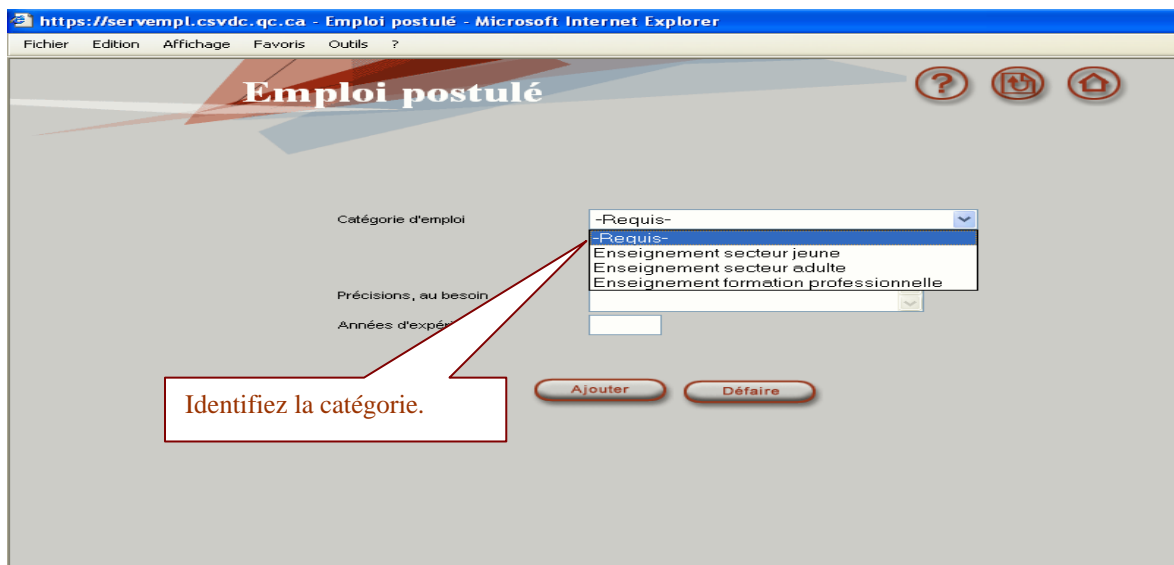 https://servempl.csvdc.qc.ca - Emploi postulé - Microsoft Internet Explorer
Fichier Edition Affichage Favoris Outils ?
Emploi postulé
?
Catégorie d'emploi
-Requis-
-Requis-
Enseignement secteur jeune
Enseignement secteur adulte
Enseignement formation professionnelle
Précisions, au besoin
Années d'expér
Ajouter Défaire
Identifiez la catégorie.